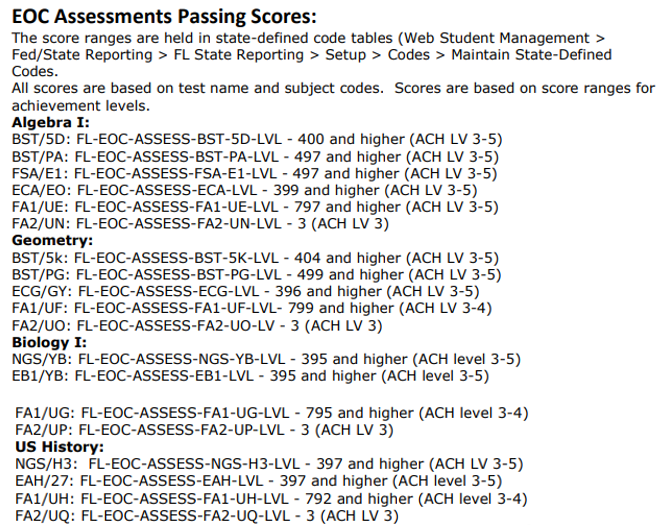 EOC Assessments Passing Scores:
The score ranges are held in state-defined code tables (Web Student Management >
Fed/State Reporting > FL State Reporting > Setup > Codes > Maintain State-Defined
Codes.
All scores are based on test name and subject codes.  Scores are based on score ranges for
achievement levels.
Algebra I:
BST/5D: FL-EOC-ASSESS-BST-5D-LVL - 400 and higher (ACH LV 3-5)
BST/PA: FL-EOC-ASSESS-BST-PA-LVL - 497 and higher (ACH LV 3-5)
FSA/E1: FL-EOC-ASSESS-FSA-E1-LVL - 497 and higher (ACH LV 3-5)
ECA/EO: FL-EOC-ASSESS-ECA-LVL - 399 and higher (ACH LV 3-5)
FA1/UE: FL-EOC-ASSESS-FA1-UE-LVL - 797 and higher (ACH LV 3-5)
FA2/UN: FL-EOC-ASSESS-FA2-UN-LVL - 3 (ACH LV 3)
Geometry:
BST/5k: FL-EOC-ASSESS-BST-5K-LVL - 404 and higher (ACH LV 3-5)
BST/PG: FL-EOC-ASSESS-BST-PG-LVL - 499 and higher (ACH LV 3-5)
ECG/GY: FL-EOC-ASSESS-ECG-LVL - 396 and higher (ACH LV 3-5)
FA1/UF: FL-EOC-ASSESS-FA1-UF-LVL- 799 and higher (ACH LV 3-4)
FA2/UO: FL-EOC-ASSESS-FA2-UO-LV - 3 (ACH LV 3)
Biology I:
NGS/YB: FL-EOC-ASSESS-NGS-YB-LVL - 395 and higher (ACH level 3-5)
EB1/YB: FL-EOC-ASSESS-EB1-LVL - 395 and higher (ACH level 3-5)
FA1/UG: FL-EOC-ASSESS-FA1-UG-LVL - 795 and higher (ACH level 3-4)
FA2/UP: FL-EOC-ASSESS-FA2-UP-LVL - 3 (ACH LV 3)
US History:
NGS/H3:  FL-EOC-ASSESS-NGS-H3-LVL - 397 and higher (ACH LV 3-5)
EAH/27: FL-EOC-ASSESS-EAH-LVL - 397 and higher (ACH level 3-5)
FA1/UH: FL-EOC-ASSESS-FA1-UH-LVL - 792 and higher (ACH level 3-4)
FA2/UQ: FL-EOC-ASSESS-FA2-UQ-LVL - 3 (ACH LV 3)